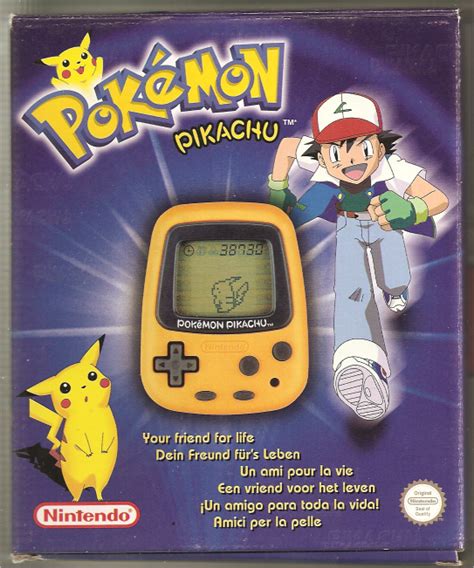 POKéMON
PIKACHU™
38730
POKÉMON PIKACHU™
Nintendo
Your friend for life
Dein Freund für's Leben
Un ami pour la vie
Een vriend voor het leven
¡Un amigo para toda la vida!
Amici per la pelle
Nintendo®
Original
Nintendo
Seal of
Quality